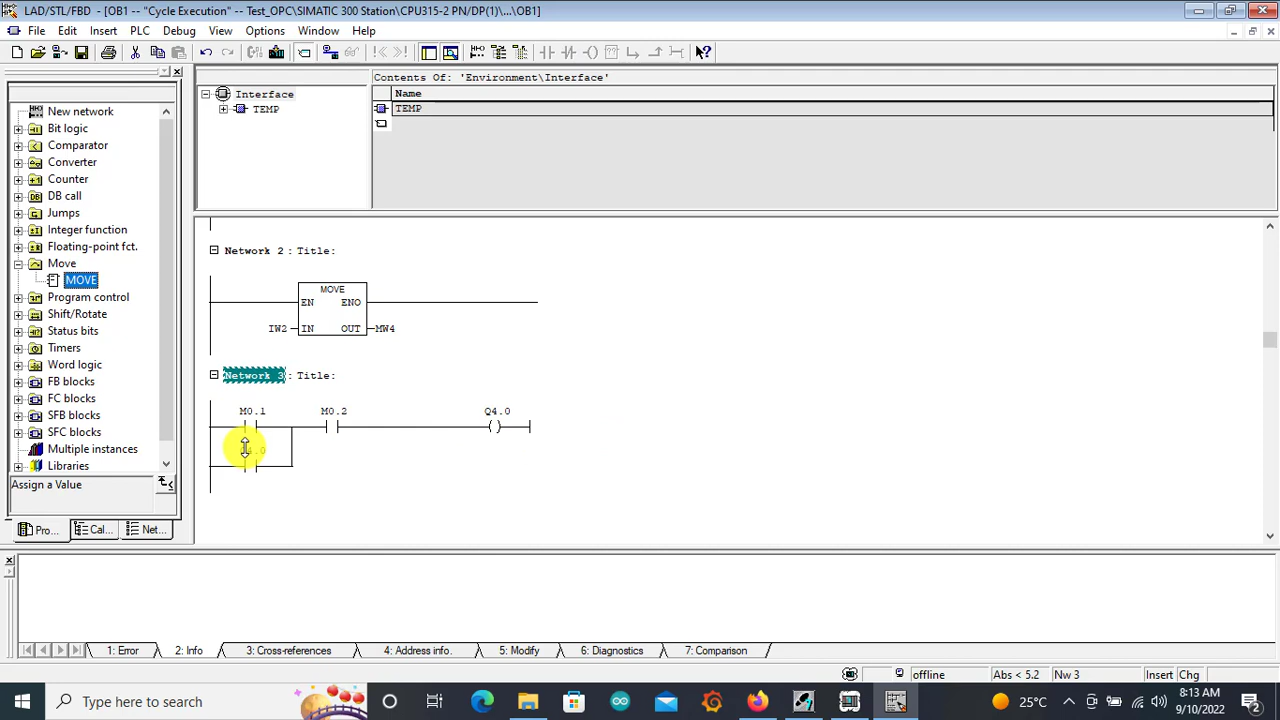 LAD/STL/FBD - [OB1 -- "Cycle Execution" -- Test_OPC\SIMATIC 300 Station\CPU315-2 PN/DP(1)\...\OB1]
File Edit Insert PLC Debug View Options Window Help
New network
Bit logic
Comparator
Converter
Counter
DB call
Jumps
Integer function
Floating-point fct.
Move
MOVE
Program control
Shift/Rotate
Status bits
Timers
Word logic
FB blocks
FC blocks
SFB blocks
SFC blocks
Multiple instances
Libraries
Assign a Value
Pro... Cal... Net...
Interface
TEMP
Contents Of: 'Environment\Interface'
Name
TEMP
Network 2 : Title:
MOVE
EN ENO
IW2 IN OUT MW4
Network 3 : Title:
M0.1 M0.2 Q4.0
1: Error 2: Info 3: Cross-references 4: Address info. 5: Modify 6: Diagnostics 7: Comparison
offline Abs < 5.2 Nw 3 Insert Chg
Type here to search
25°C
8:13 AM
9/10/2022
2